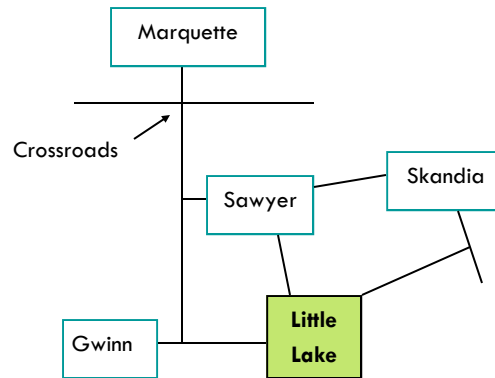 Marquette
Crossroads
Skandia
Sawyer
Little
Lake
Gwinn